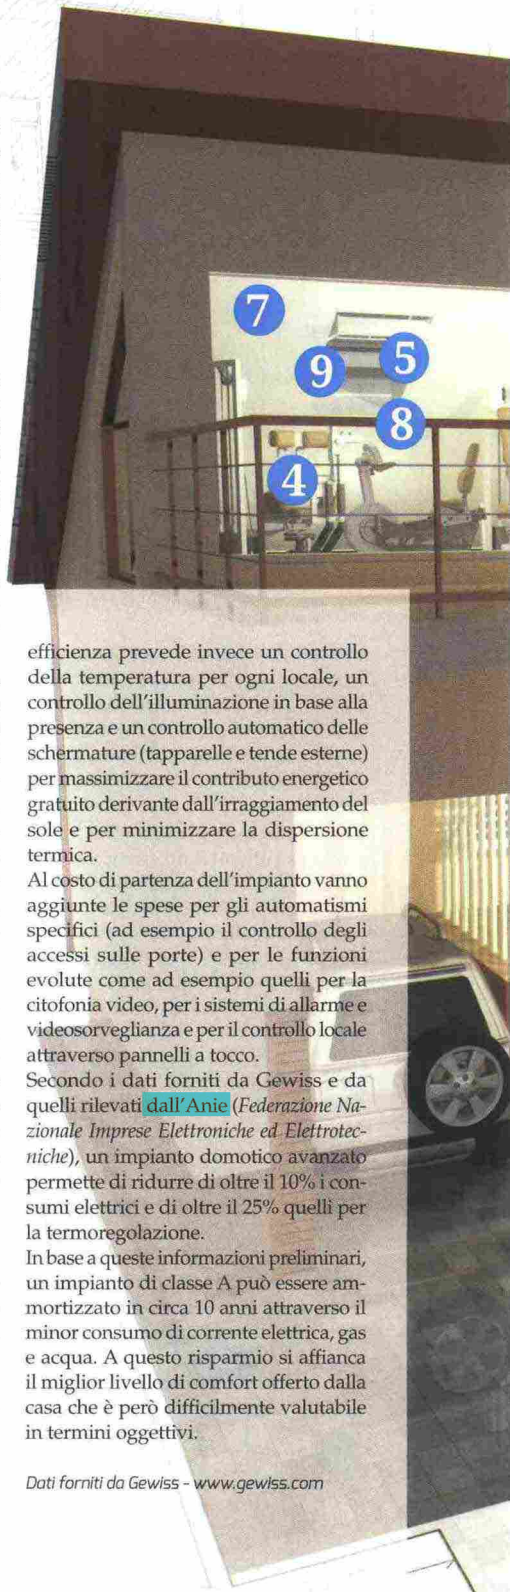 7
5
9
8
4
efficienza prevede invece un controllo
della temperatura per ogni locale, un
controllo dell'illuminazione in base alla
presenza e un controllo automatico delle
schermature (tapparelle e tende esterne)
per massimizzare il contributo energetico
gratuito derivante dall'irraggiamento del
sole e per minimizzare la dispersione
termica.
Al costo di partenza dell'impianto vanno
aggiunte le spese per gli automatismi
specifici (ad esempio il controllo degli
accessi sulle porte) e per le funzioni
evolute come ad esempio quelli per la
citofonia video, per i sistemi di allarme e
videosorveglianza e per il controllo locale
attraverso pannelli a tocco.
Secondo i dati forniti da Gewiss e da
quelli rilevati dall'Anie (Federazione Na-
zionale Imprese Elettroniche ed Elettrotec-
niche), un impianto domotico avanzato
permette di ridurre di oltre il 10% i con-
sumi elettrici e di oltre il 25% quelli per
la termoregolazione.
In base a queste informazioni preliminari,
un impianto di classe A può essere am-
mortizzato in circa 10 anni attraverso il
minor consumo di corrente elettrica, gas
e acqua. A questo risparmio si affianca
il miglior livello di comfort offerto dalla
casa che è però difficilmente valutabile
in termini oggettivi.
Dati forniti da Gewiss - www.gewiss.com